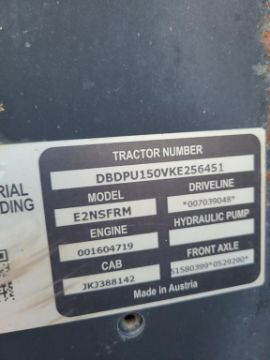 TRACTOR NUMBER
DBDPU150VKE256451
MODEL
DRIVELINE
E2NSFRM
*007039048*
ENGINE
HYDRAULIC PUMP
001604719
CAB
FRONT AXLE
JKJ388142
S1580399*0529290*
Made in Austria
RIAL
DING